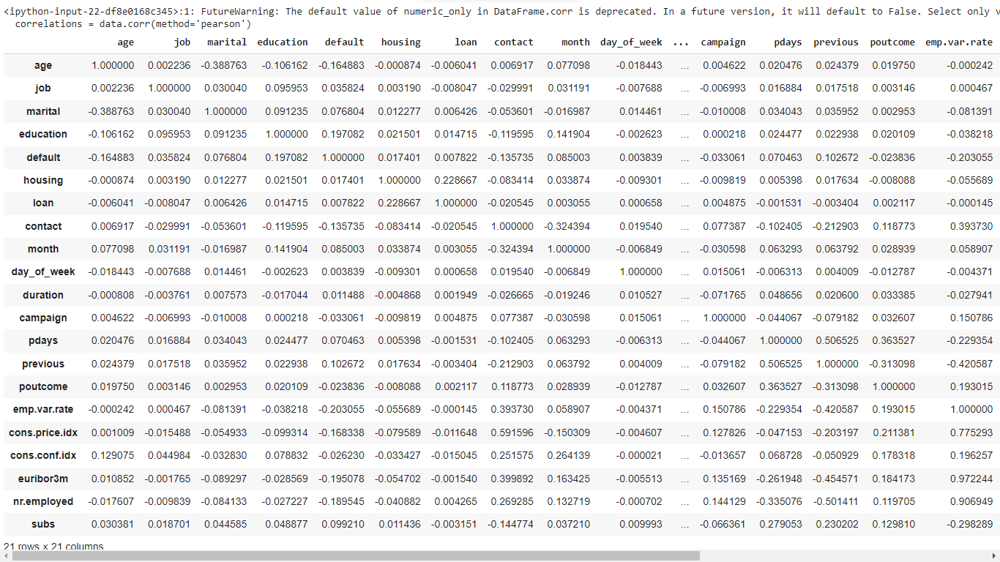 <ipython-input-22-df8e0168c345>:1: FutureWarning: The default value of numeric_only in DataFrame.corr is deprecated. In a future version, it will default to False. Select only
correlations = data.corr(method='pearson')
age job marital education default housing loan contact month day_of_week ... campaign pdays previous poutcome emp.var.rate
age 1.000000 0.002236 -0.388763 -0.106162 -0.164883 -0.000874 -0.006041 0.006917 0.077098 -0.018443 ... 0.004622 0.020476 0.024379 0.019750 -0.000242
job 0.002236 1.000000 0.030040 0.095953 0.035824 0.003190 -0.008047 -0.029991 0.031191 -0.007688 ... -0.006993 0.016884 0.017518 0.003146 0.000467
marital -0.388763 0.030040 1.000000 0.091235 0.076804 0.012277 0.006426 -0.053601 -0.016987 0.014461 ... -0.010008 0.034043 0.035952 0.002953 -0.081391
education -0.106162 0.095953 0.091235 1.000000 0.197082 0.021501 0.014715 -0.119595 0.141904 -0.002623 ... 0.000218 0.024477 0.022938 0.020109 -0.038218
default -0.164883 0.035824 0.076804 0.197082 1.000000 0.017401 0.007822 -0.135735 0.085003 0.003839 ... -0.033061 0.070463 0.102672 -0.023836 -0.203055
housing -0.000874 0.003190 0.012277 0.021501 0.017401 1.000000 0.228667 -0.083414 0.033874 -0.009301 ... -0.009819 0.005398 0.017634 -0.008088 -0.055689
loan -0.006041 -0.008047 0.006426 0.014715 0.007822 0.228667 1.000000 -0.020545 0.003055 0.000658 ... 0.004875 -0.001531 -0.003404 0.002117 -0.000145
contact 0.006917 -0.029991 -0.053601 -0.119595 -0.135735 -0.083414 -0.020545 1.000000 -0.324394 0.019540 ... 0.077387 -0.102405 -0.212903 0.118773 0.393730
month 0.077098 0.031191 -0.016987 0.141904 0.085003 0.033874 0.003055 -0.324394 1.000000 -0.006849 ... -0.030598 0.063293 0.063792 0.028939 0.058907
day_of_week -0.018443 -0.007688 0.014461 -0.002623 0.003839 -0.009301 0.000658 0.019540 -0.006849 1.000000 ... 0.015061 -0.006313 0.004009 -0.012787 -0.004371
duration -0.000808 -0.003761 0.007573 -0.017044 0.011488 -0.004868 0.001949 -0.026665 -0.019246 0.010527 ... -0.071765 0.048656 0.020600 0.033385 -0.027941
campaign 0.004622 -0.006993 -0.010008 0.000218 -0.033061 -0.009819 0.004875 0.077387 -0.030598 0.015061 ... 1.000000 -0.044067 -0.079182 0.032607 0.150786
pdays 0.020476 0.016884 0.034043 0.024477 0.070463 0.005398 -0.001531 -0.102405 0.063293 -0.006313 ... -0.044067 1.000000 0.506525 0.363527 -0.229354
previous 0.024379 0.017518 0.035952 0.022938 0.102672 0.017634 -0.003404 -0.212903 0.063792 0.004009 ... -0.079182 0.506525 1.000000 -0.313098 -0.420587
poutcome 0.019750 0.003146 0.002953 0.020109 -0.023836 -0.008088 0.002117 0.118773 0.028939 -0.012787 ... 0.032607 0.363527 -0.313098 1.000000 0.193015
emp.var.rate -0.000242 0.000467 -0.081391 -0.038218 -0.203055 -0.055689 -0.000145 0.393730 0.058907 -0.004371 ... 0.150786 -0.229354 -0.420587 0.193015 1.000000
cons.price.idx 0.001009 -0.015488 -0.054933 -0.099314 -0.168338 -0.079589 -0.011648 0.591596 -0.150309 -0.004607 ... 0.127826 -0.047153 -0.203197 0.211381 0.775293
cons.conf.idx 0.129075 0.044984 -0.032830 0.078832 -0.026230 -0.033427 -0.015045 0.251575 0.264139 -0.000021 ... -0.013657 0.068728 -0.050929 0.178318 0.196257
euribor3m 0.010852 -0.001765 -0.089297 -0.028569 -0.195078 -0.054702 -0.001540 0.399892 0.163425 -0.005513 ... 0.135169 -0.261948 -0.454571 0.184173 0.972244
nr.employed -0.017607 -0.009839 -0.084133 -0.027227 -0.189545 -0.040882 0.004265 0.269285 0.132719 -0.000702 ... 0.144129 -0.335076 -0.501411 0.119705 0.906949
subs 0.030381 0.018701 0.044585 0.048877 0.099210 0.011436 -0.003151 -0.144774 0.037210 0.009993 ... -0.066361 0.279053 0.230202 0.129810 -0.298289
21 rows × 21 columns